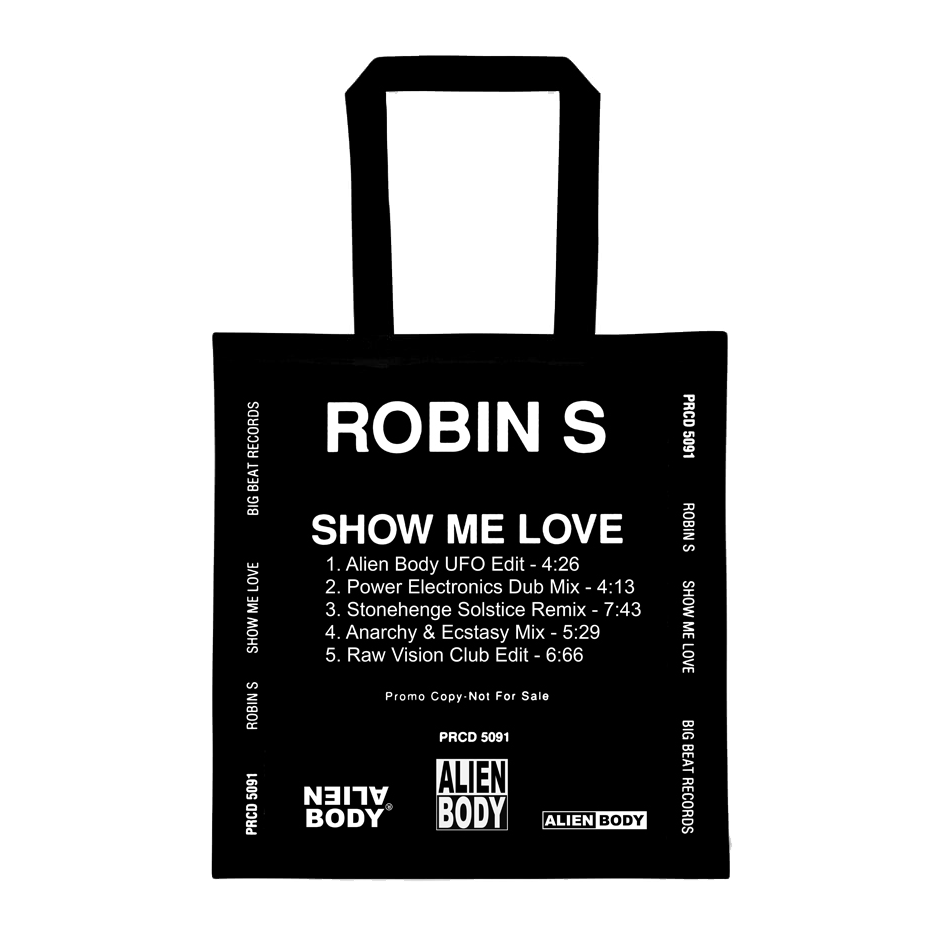 ROBIN S
SHOW ME LOVE
1. Alien Body UFO Edit - 4:26
2. Power Electronics Dub Mix - 4:13
3. Stonehenge Solstice Remix - 7:43
4. Anarchy & Ecstasy Mix - 5:29
5. Raw Vision Club Edit - 6:66
Promo Copy-Not For Sale
PRCD 5091
ALIEN
BODY®
ALIEN
BODY
ALIEN BODY
PRCD 5091 ROBIN S SHOW ME LOVE BIG BEAT RECORDS
PRCD 5091 ROBIN S SHOW ME LOVE BIG BEAT RECORDS